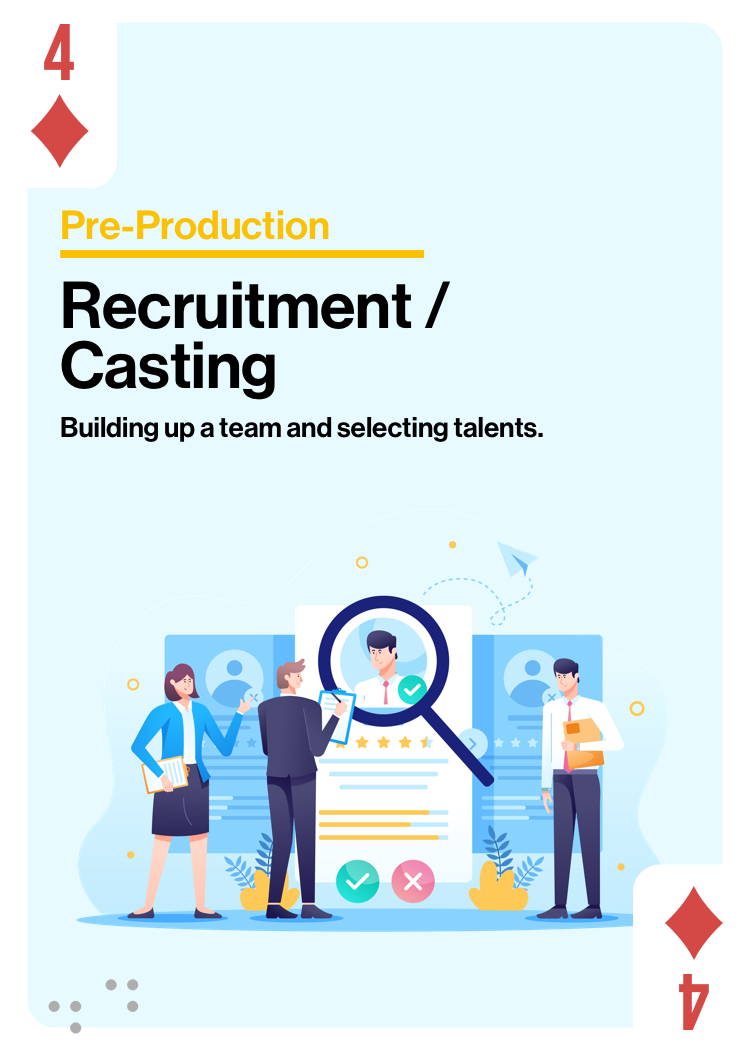 4
Pre-Production
Recruitment /
Casting
Building up a team and selecting talents.
4